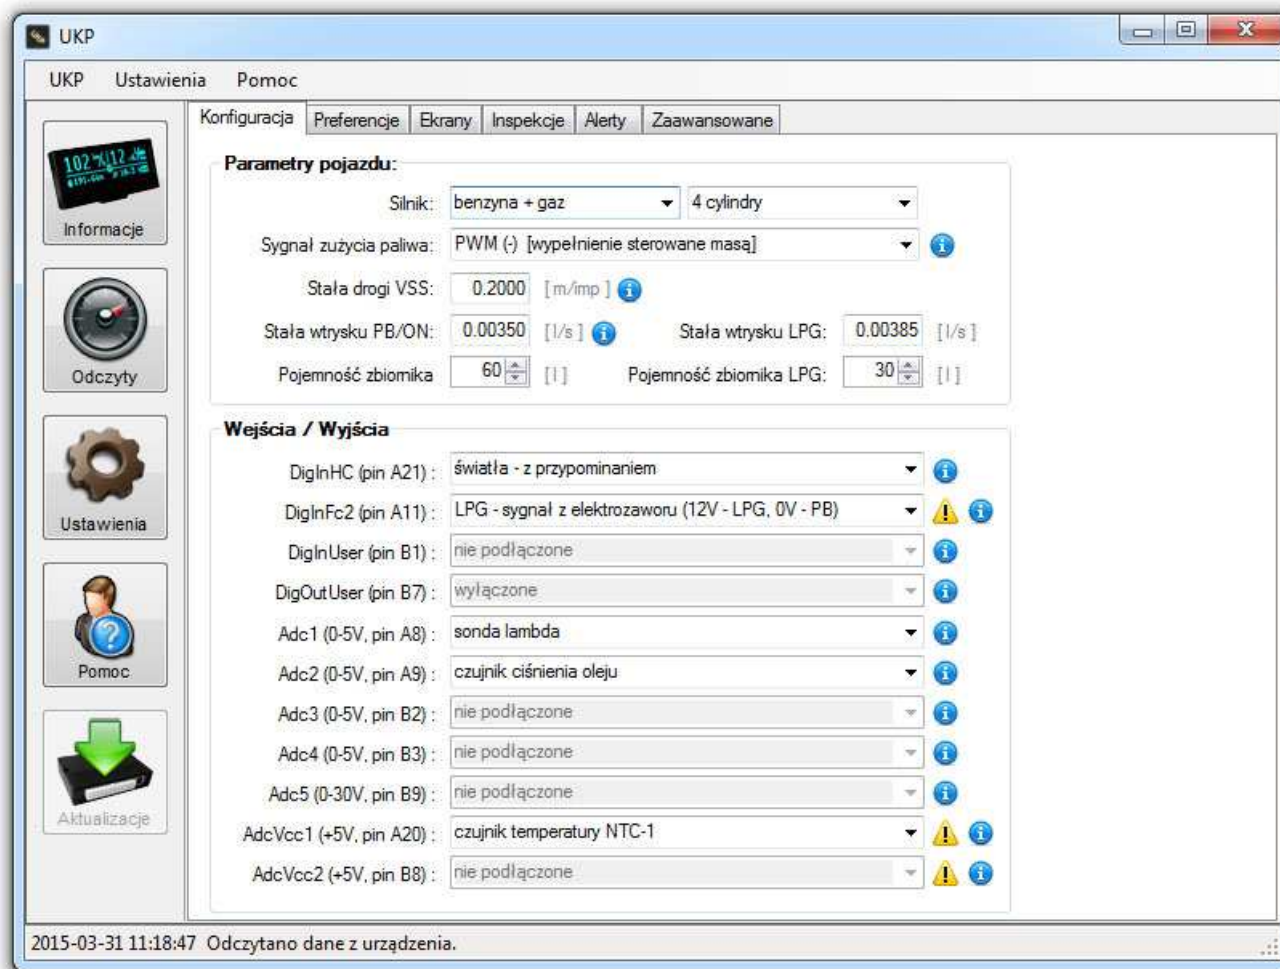 UKP
UKP Ustawienia Pomoc
Konfiguracja Preferencje Ekrany Inspekcje Alerty Zaawansowane
Informacje
Odczyty
Ustawienia
Pomoc
Aktualizacje
Parametry pojazdu:
Silnik: benzyna + gaz 4 cylindry
Sygnał zużycia paliwa: PWM (-) [wypełnienie sterowane masą]
Stała drogi VSS: 0.2000 [ m/imp ]
Stała wtrysku PB/ON: 0.00350 [ l/s ] Stała wtrysku LPG: 0.00385 [ l/s ]
Pojemność zbiornika 60 [ l ] Pojemność zbiornika LPG: 30 [ l ]
Wejścia / Wyjścia
DigInHC (pin A21) : światła - z przypominaniem
DigInFc2 (pin A11) : LPG - sygnał z elektrozaworu (12V - LPG, 0V - PB)
DigInUser (pin B1) : nie podłączone
DigOutUser (pin B7) : wyłączone
Adc1 (0-5V, pin A8) : sonda lambda
Adc2 (0-5V, pin A9) : czujnik ciśnienia oleju
Adc3 (0-5V, pin B2) : nie podłączone
Adc4 (0-5V, pin B3) : nie podłączone
Adc5 (0-30V, pin B9) : nie podłączone
AdcVcc1 (+5V, pin A20) : czujnik temperatury NTC-1
AdcVcc2 (+5V, pin B8) : nie podłączone
2015-03-31 11:18:47 Odczytano dane z urządzenia.